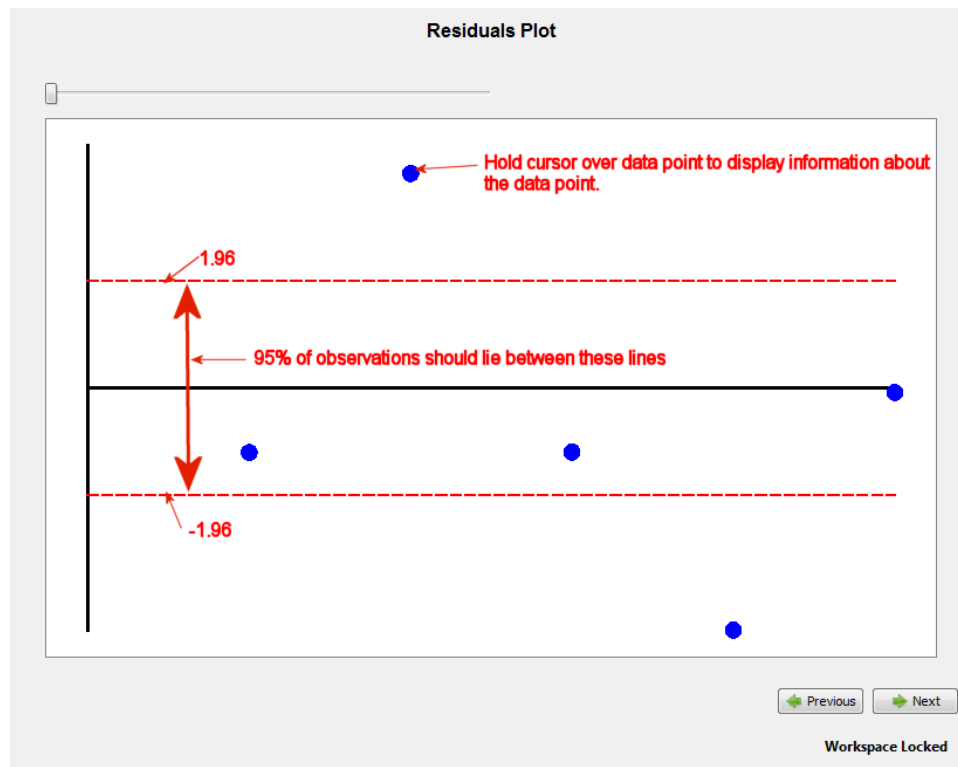 Residuals Plot
Hold cursor over data point to display information about
the data point.
1.96
95% of observations should lie between these lines
-1.96
Previous
Next
Workspace Locked